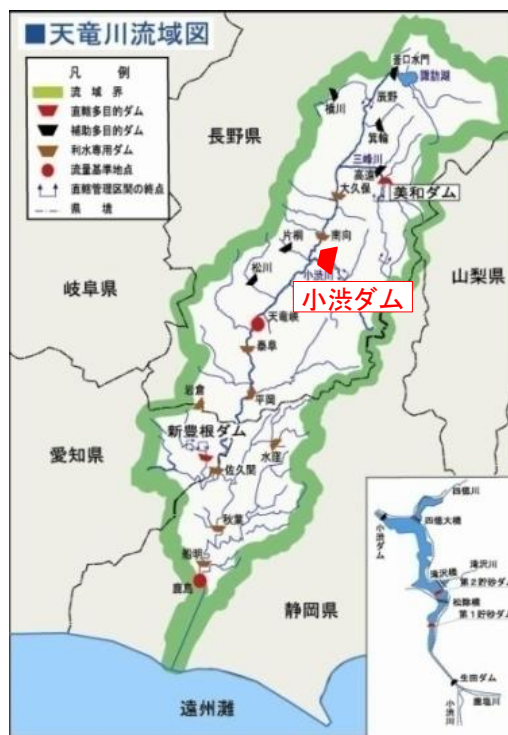 ■天竜川流域図
凡 例
流域界
直轄多目的ダム
補助多目的ダム
利水専用ダム
流量基準地点
直轄管理区間の終点
県境
釜口水門
諏訪湖
横川
辰野
箕輪
長野県
三峰川
高遠
大久保
美和ダム
片桐
南向
松川
小渋川
山梨県
岐阜県
小渋ダム
天竜峡
泰阜
岩倉
平岡
新豊根ダム
愛知県
水窪
佐久間
秋葉
船明
鹿島
静岡県
遠州灘
四徳川
小渋ダム
四徳大橋
滝沢川
滝沢橋
第2貯砂ダム
松除橋
第1貯砂ダム
生田ダム
鹿塩川
小渋川